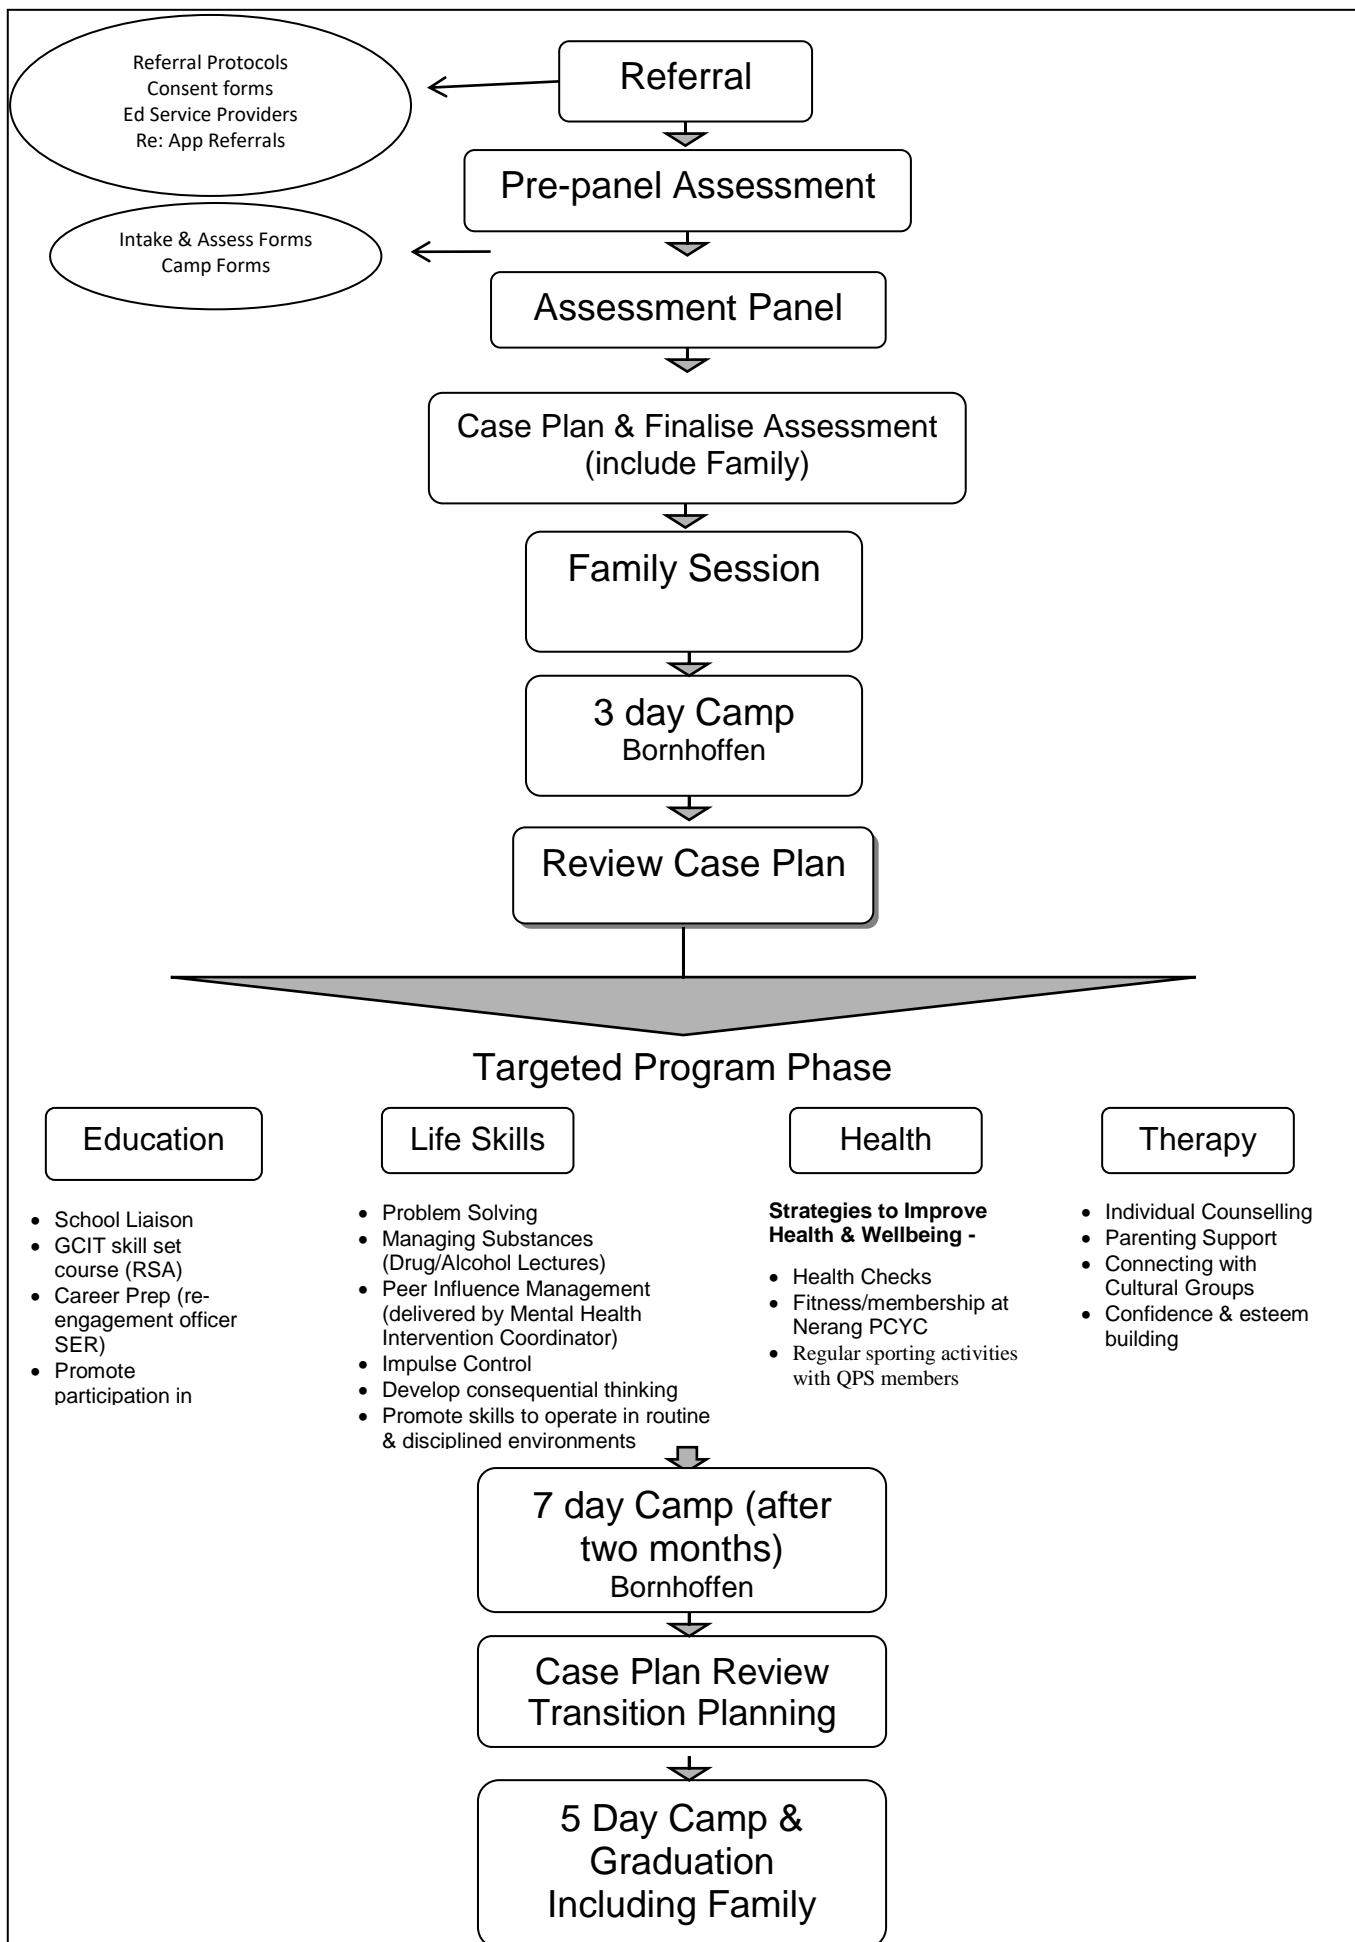 Referral Protocols
Consent forms
Ed Service Providers
Re: App Referrals
Referral
Pre-panel Assessment
Intake & Assess Forms
Camp Forms
Assessment Panel
Case Plan & Finalise Assessment
(include Family)
Family Session
3 day Camp
Bornhoffen
Review Case Plan
Targeted Program Phase
Education
• School Liaison
• GCIT skill set
course (RSA)
• Career Prep (re-
engagement officer
SER)
• Promote
participation in
Life Skills
• Problem Solving
• Managing Substances
(Drug/Alcohol Lectures)
• Peer Influence Management
(delivered by Mental Health
Intervention Coordinator)
• Impulse Control
• Develop consequential thinking
• Promote skills to operate in routine
& disciplined environments
Health
Strategies to Improve
Health & Wellbeing -
• Health Checks
• Fitness/membership at
Nerang PCYC
• Regular sporting activities
with QPS members
Therapy
• Individual Counselling
• Parenting Support
• Connecting with
Cultural Groups
• Confidence & esteem
building
7 day Camp (after
two months)
Bornhoffen
Case Plan Review
Transition Planning
5 Day Camp &
Graduation
Including Family